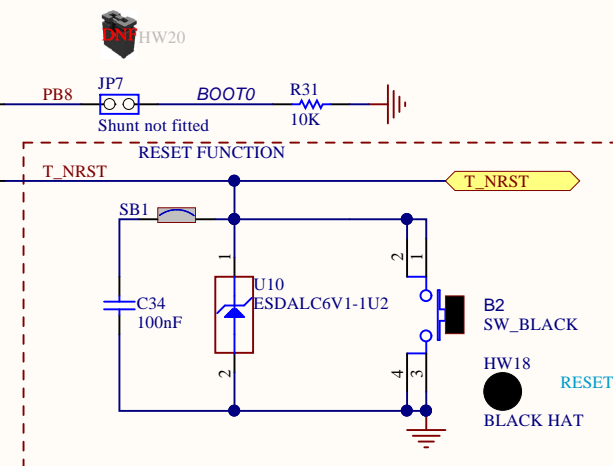 DNF HW20
JP7
PB8
BOOT0
R31
10K
Shunt not fitted
RESET FUNCTION
T_NRST
T_NRST
SB1
1
2
1
U10
ESDALC6V1-1U2
C34
100nF
B2
SW_BLACK
2
4
3
HW18
RESET
BLACK HAT